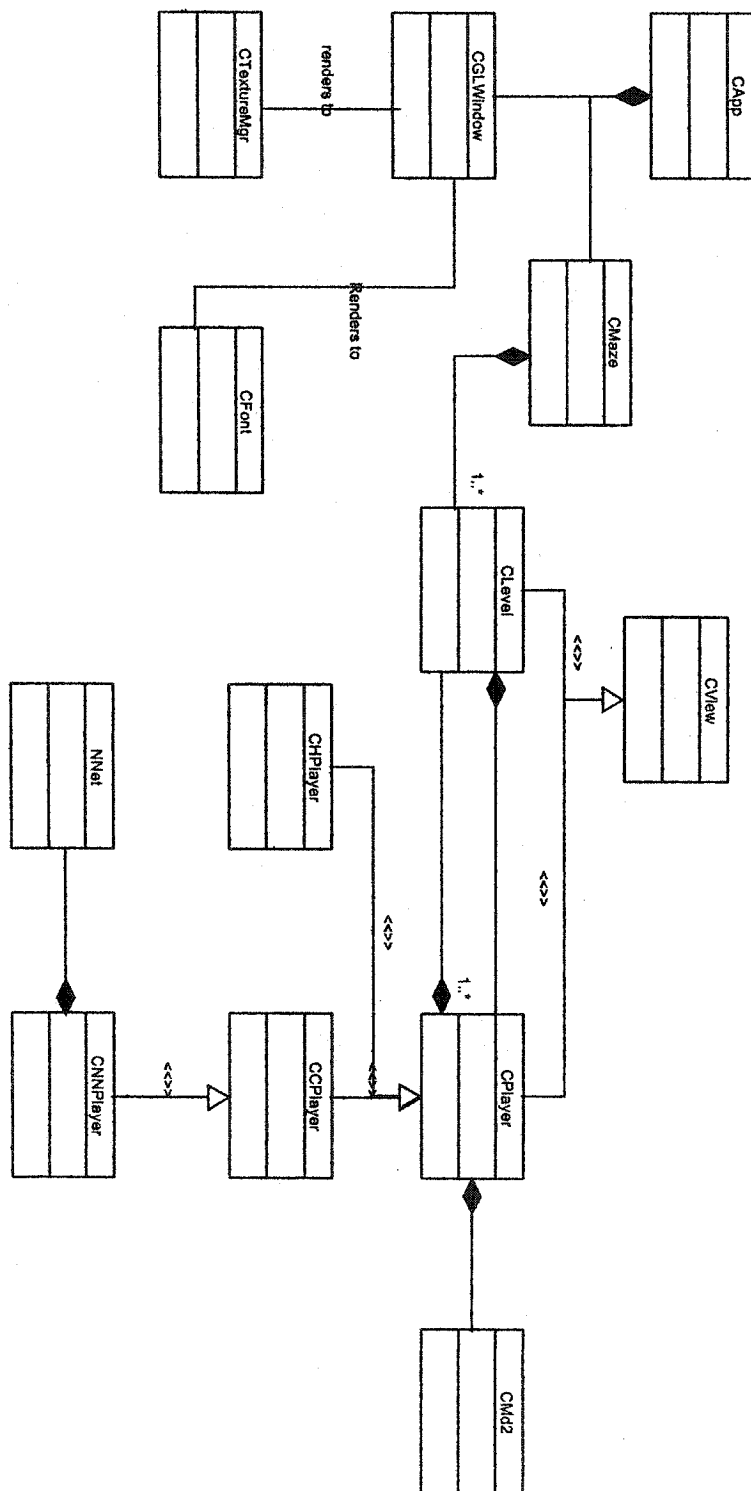 CApp
CGLWindow
renders to
CTextureMgr
CMaze
Renders to
CFont
CView
<<>>
1..*
CLevel
<<>>
CPlayer
1..*
CMd2
CHPlayer
<<>>
<<>>
CCPlayer
<<>>
NNet
CNNPlayer